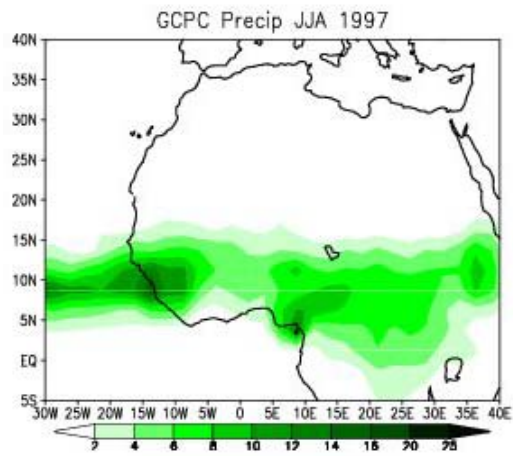 GCPC Precip JJA 1997
40N
35N
30N
25N
20N
15N
10N
5N
EQ
5S
30W 25W 20W 15W 10W 5W 0 5E 10E 15E 20E 25E 30E 35E 40E
2 4 6 8 10 12 14 16 20 25